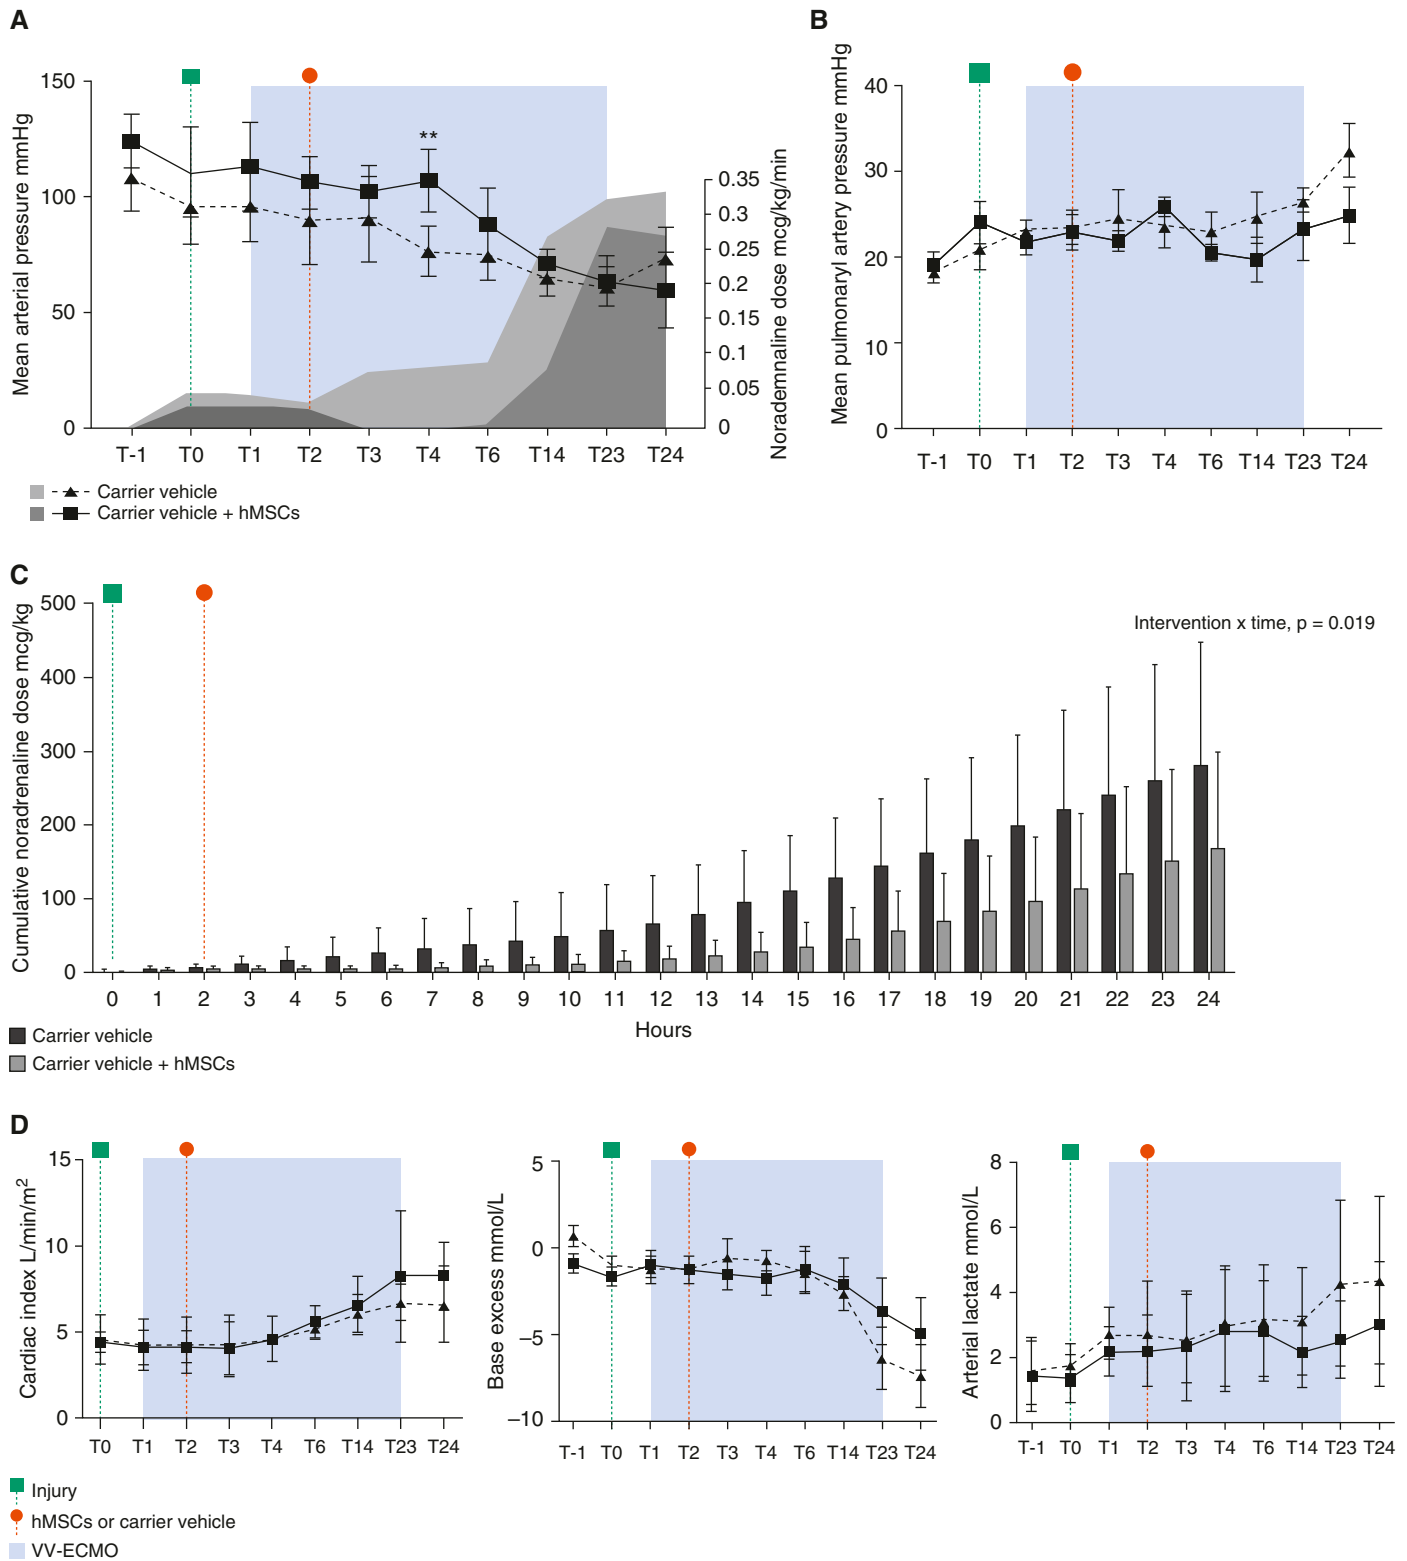 A
Mean arterial pressure mmHg
150
100
50
0
**
0.35
0.3
0.25
0.2
0.15
0.1
0.05
0
Norademnaline dose mcg/kg/min
T-1 T0 T1 T2 T3 T4 T6 T14 T23 T24
Carrier vehicle
Carrier vehicle + hMSCs
B
Mean pulmonaryl artery pressure mmHg
40
30
20
10
0
T-1 T0 T1 T2 T3 T4 T6 T14 T23 T24
C
Cumulative noradrenaline dose mcg/kg
500
400
300
200
100
0
Intervention x time, p = 0.019
0 1 2 3 4 5 6 7 8 9 10 11 12 13 14 15 16 17 18 19 20 21 22 23 24
Hours
Carrier vehicle
Carrier vehicle + hMSCs
D
Cardiac index L/min/m²
15
10
5
0
T0 T1 T2 T3 T4 T6 T14 T23 T24
Base excess mmol/L
5
0
−5
−10
T-1 T0 T1 T2 T3 T4 T6 T14 T23 T24
Arterial lactate mmol/L
8
6
4
2
0
T-1 T0 T1 T2 T3 T4 T6 T14 T23 T24
Injury
hMSCs or carrier vehicle
VV-ECMO